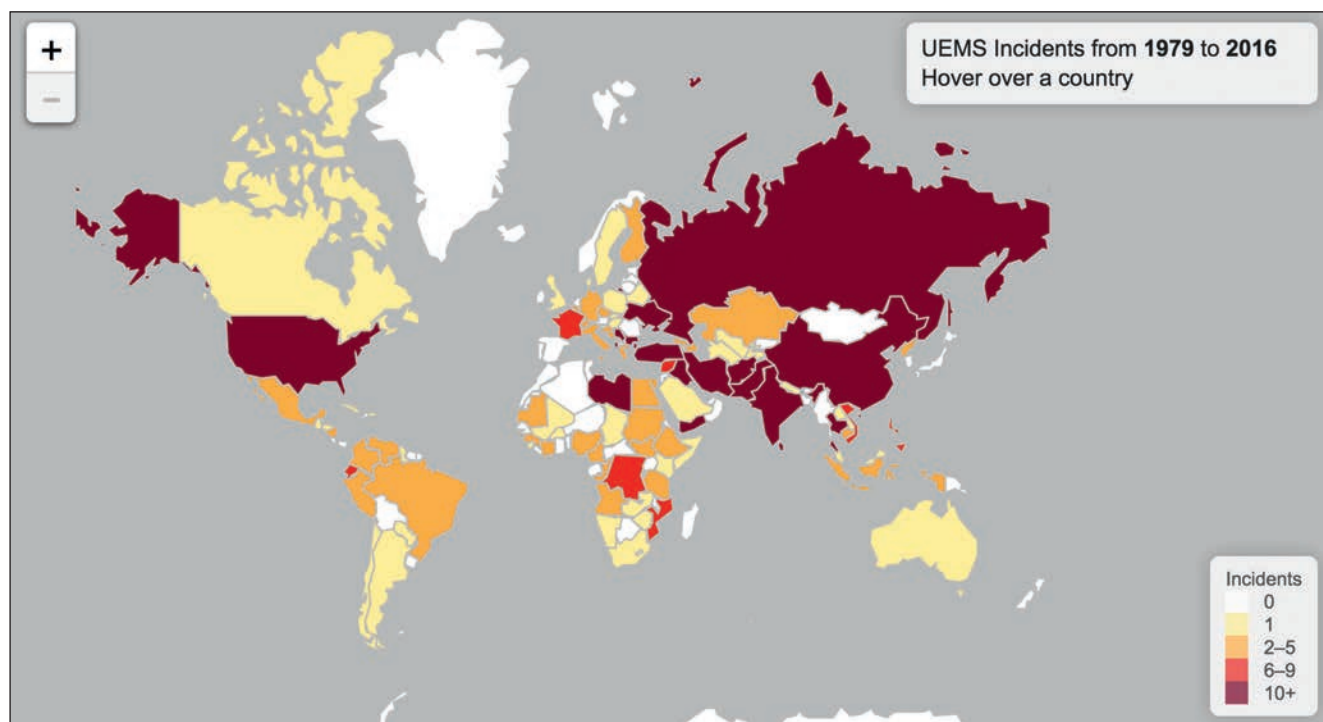 +
−
UEMS Incidents from 1979 to 2016
Hover over a country
Incidents
0
1
2–5
6–9
10+